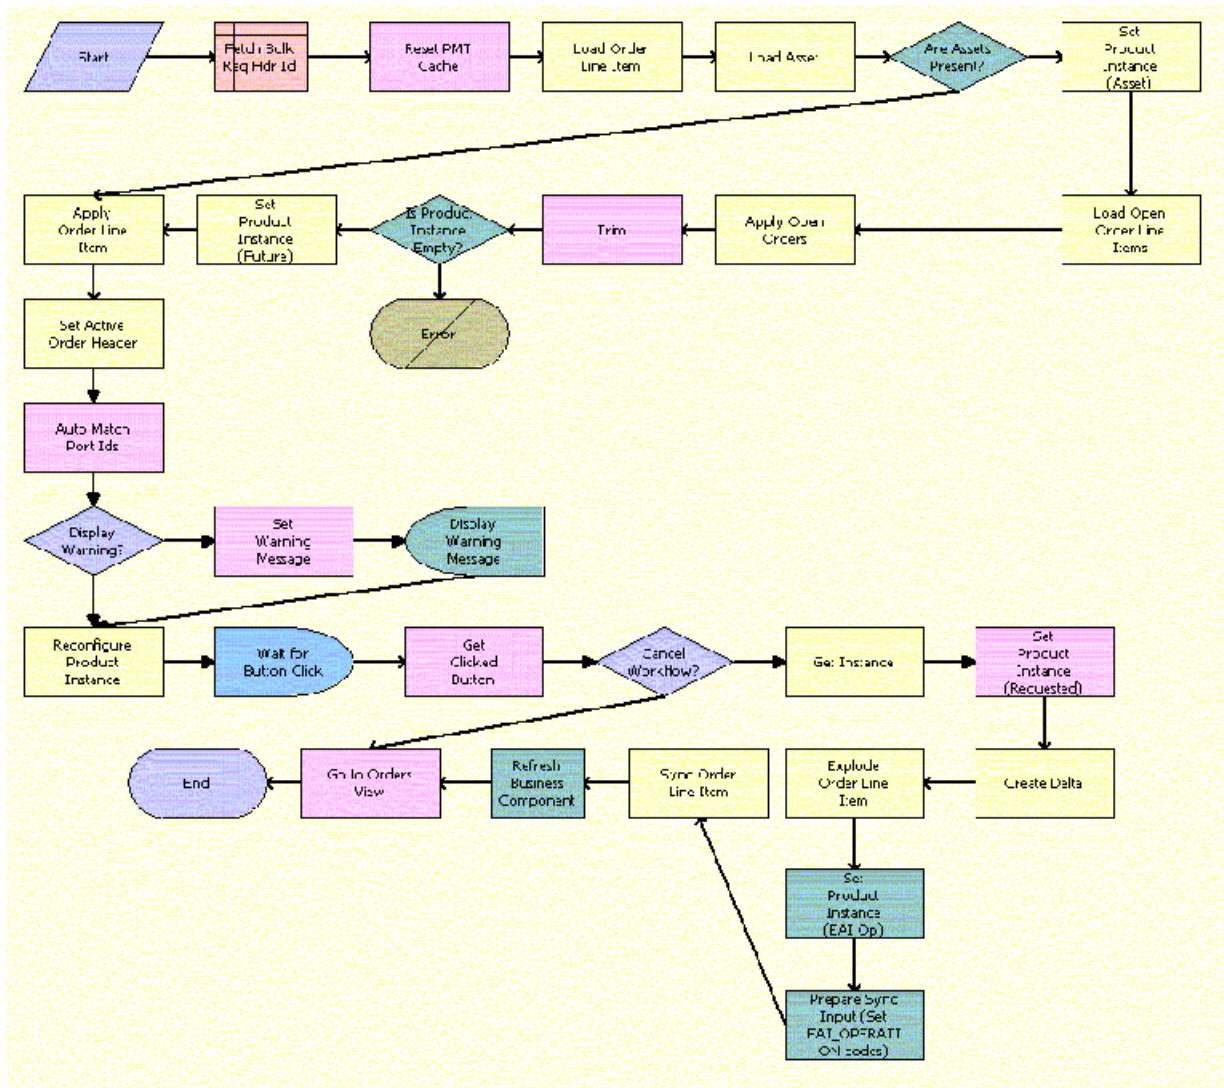 Start
Fetch Bulk
Req Hdr Id
Reset PMT
Cache
Load Order
Line Item
Load Asset
Are Assets
Present?
Set
Product
Instance
(Asset)
Apply
Order Line
Item
Set
Product
Instance
(Future)
Is Product
Instance
Empty?
Trim
Apply Open
Orders
Load Open
Order Line
Items
Set Active
Order Header
Error
Auto Match
Port Ids
Display
Warning?
Set
Warning
Message
Display
Warning
Message
Reconfigure
Product
Instance
Wait for
Button Click
Get
Clicked
Button
Cancel
Workflow?
Get Instance
Set
Product
Instance
(Requested)
End
Go to Orders
View
Refresh
Business
Component
Sync Order
Line Item
Explode
Order Line
Item
Create Delta
Set
Product
Instance
(EAI Op)
Prepare Sync
Input (Set
EAI_OPERATI
ON codes)